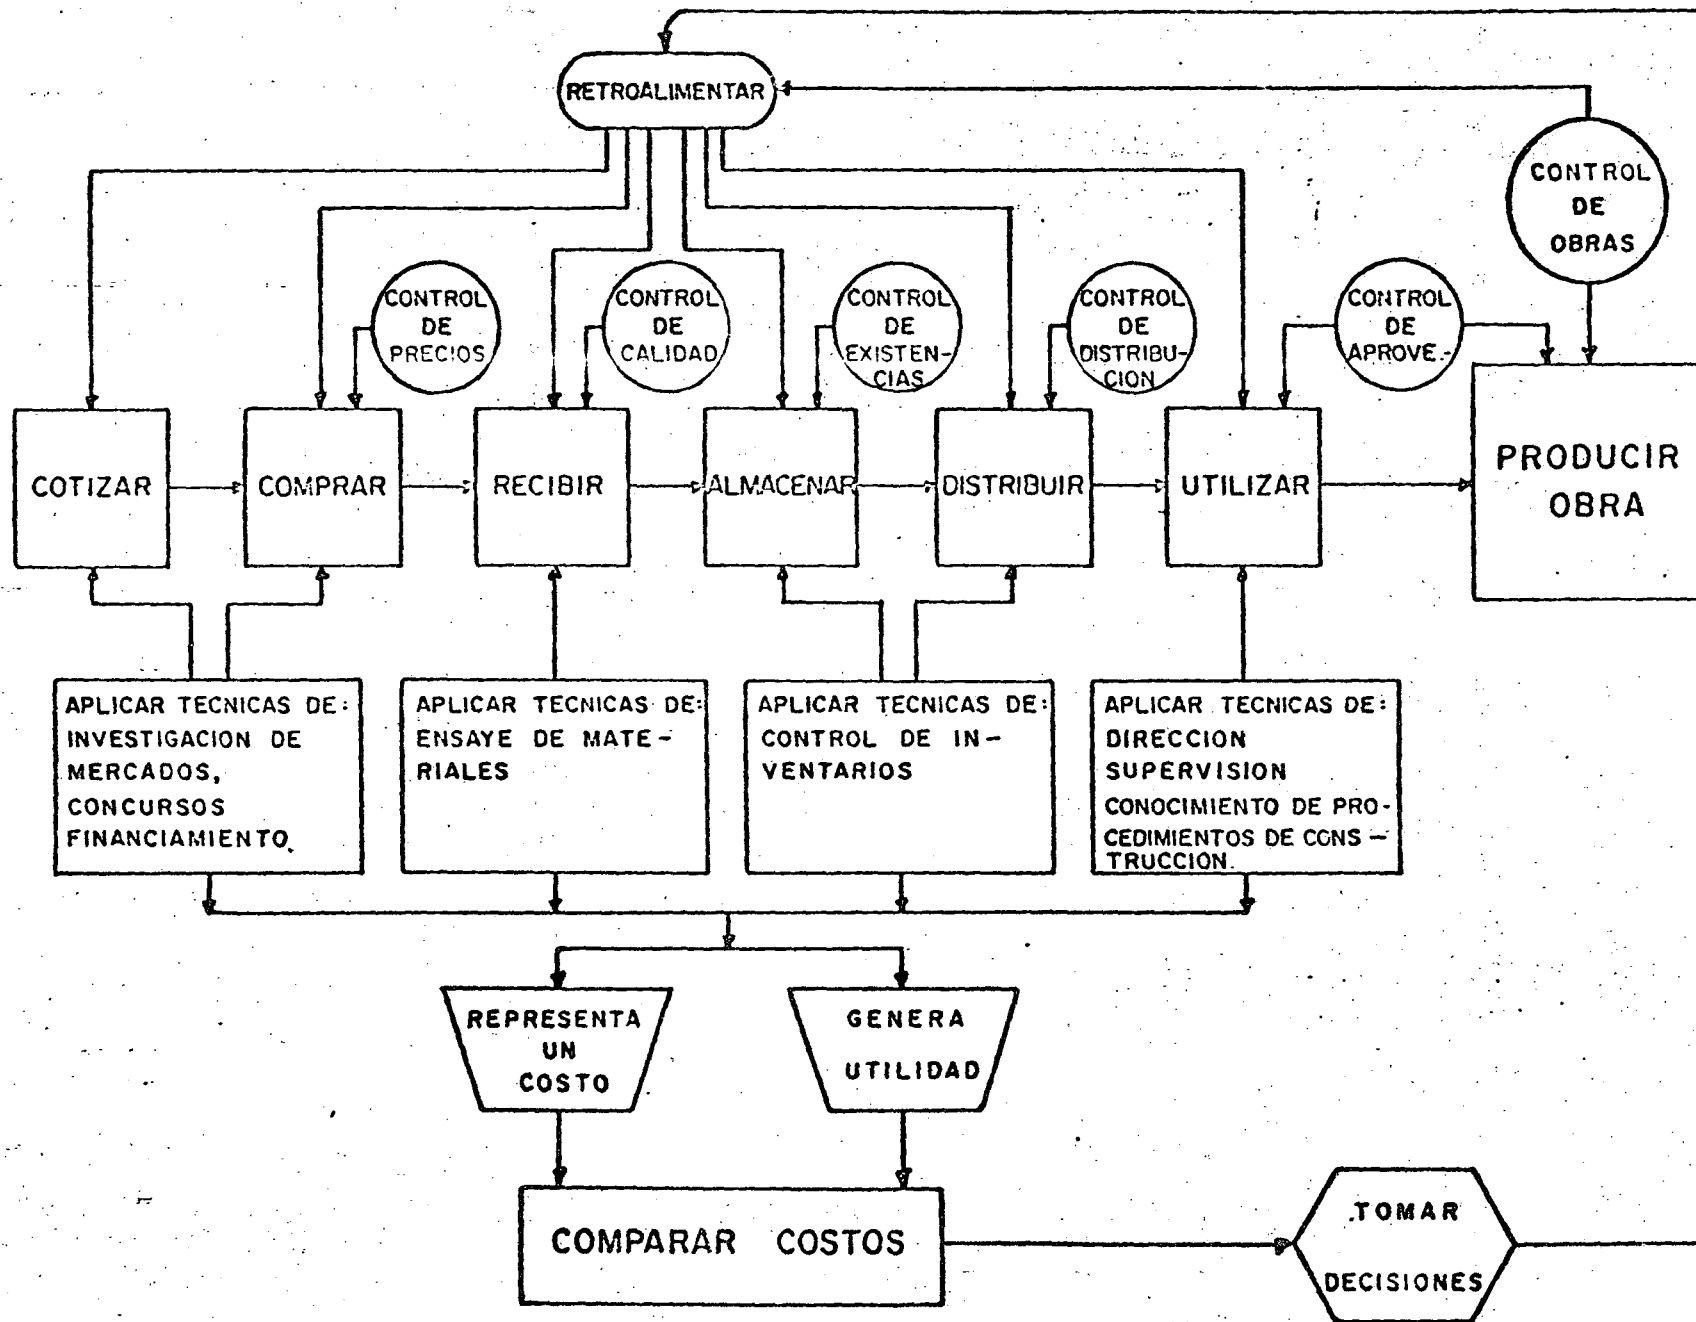 RETROALIMENTAR
CONTROL
DE
OBRAS
CONTROL
DE
PRECIOS
CONTROL
DE
CALIDAD
CONTROL
DE
EXISTEN-
CIAS
CONTROL
DE
DISTRIBU-
CION
CONTROL
DE
APROVE.-
COTIZAR
COMPRAR
RECIBIR
ALMACENAR
DISTRIBUIR
UTILIZAR
PRODUCIR
OBRA
APLICAR TECNICAS DE:
INVESTIGACION DE
MERCADOS,
CONCURSOS
FINANCIAMIENTO.
APLICAR TECNICAS DE:
ENSAYE DE MATE-
RIALES
APLICAR TECNICAS DE:
CONTROL DE IN-
VENTARIOS
APLICAR TECNICAS DE:
DIRECCION
SUPERVISION
CONOCIMIENTO DE PRO-
CEDIMIENTOS DE CONS-
TRUCCION.
REPRESENTA
UN
COSTO
GENERA
UTILIDAD
COMPARAR COSTOS
TOMAR
DECISIONES